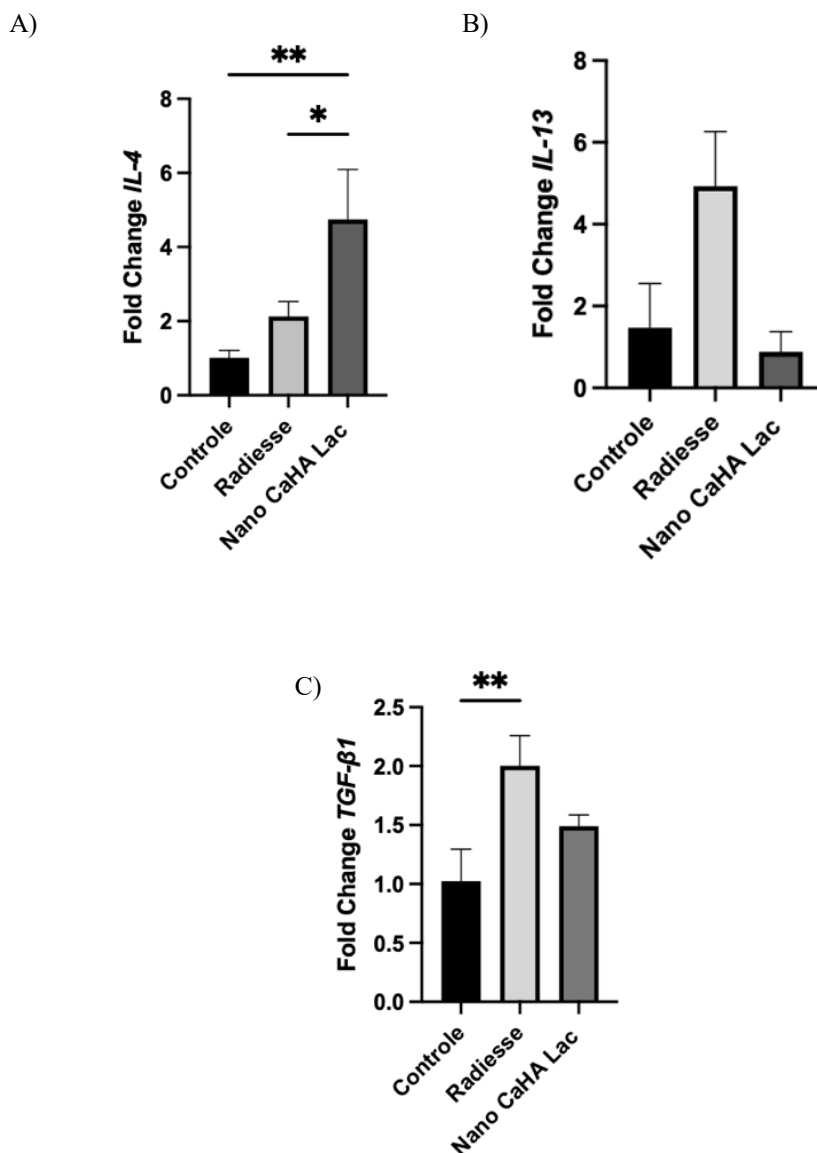 A)
**
*
Fold Change IL-4
8
6
4
2
0
Controle
Radiesse
Nano CaHA Lac
B)
Fold Change IL-13
8
6
4
2
0
Controle
Radiesse
Nano CaHA Lac
C)
**
Fold Change TGF-β1
2.5
2.0
1.5
1.0
0.5
0.0
Controle
Radiesse
Nano CaHA Lac